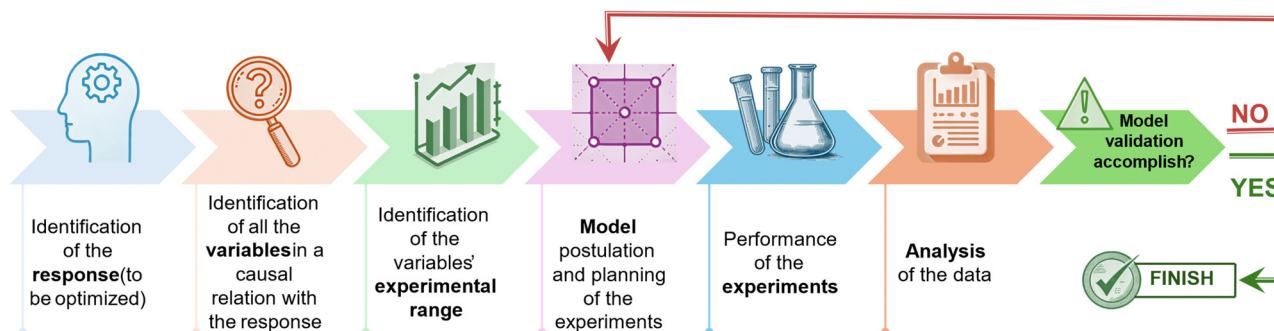 Identification
of the
response(to
be optimized)
Identification
of all the
variablesin a
causal
relation with
the response
Identification
of the
variables'
experimental
range
Model
postulation
and planning
of the
experiments
Performance
of the
experiments
Analysis
of the data
Model
validation
accomplish?
NO
YES
FINISH